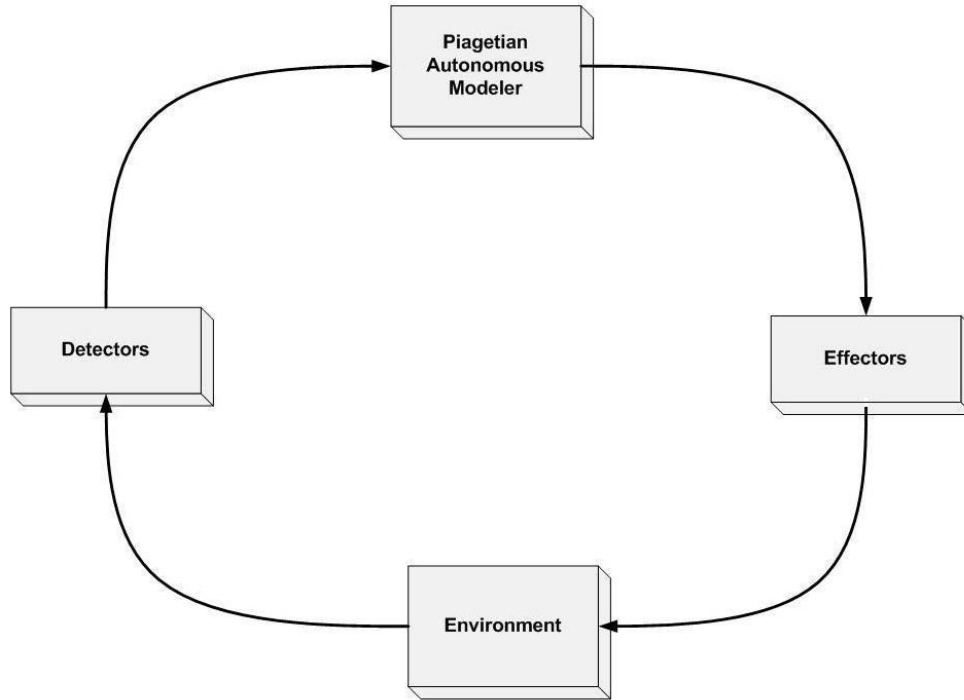 Piagetian
Autonomous
Modeler
Detectors
Effectors
Environment